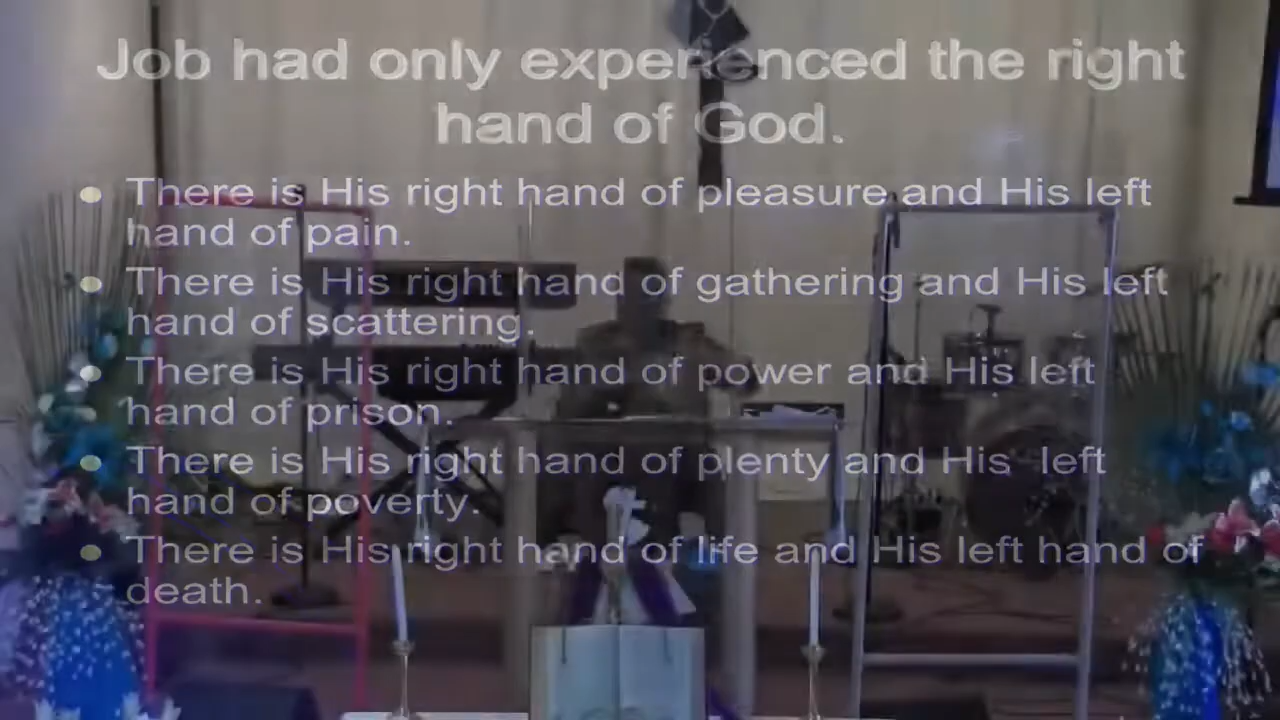 Job had only experienced the right
hand of God.
There is His right hand of pleasure and His left
hand of pain.
There is His right hand of gathering and His left
hand of scattering.
There is His right hand of power and His left
hand of prison.
There is His right hand of plenty and His left
hand of poverty.
There is His right hand of life and His left hand of
death.